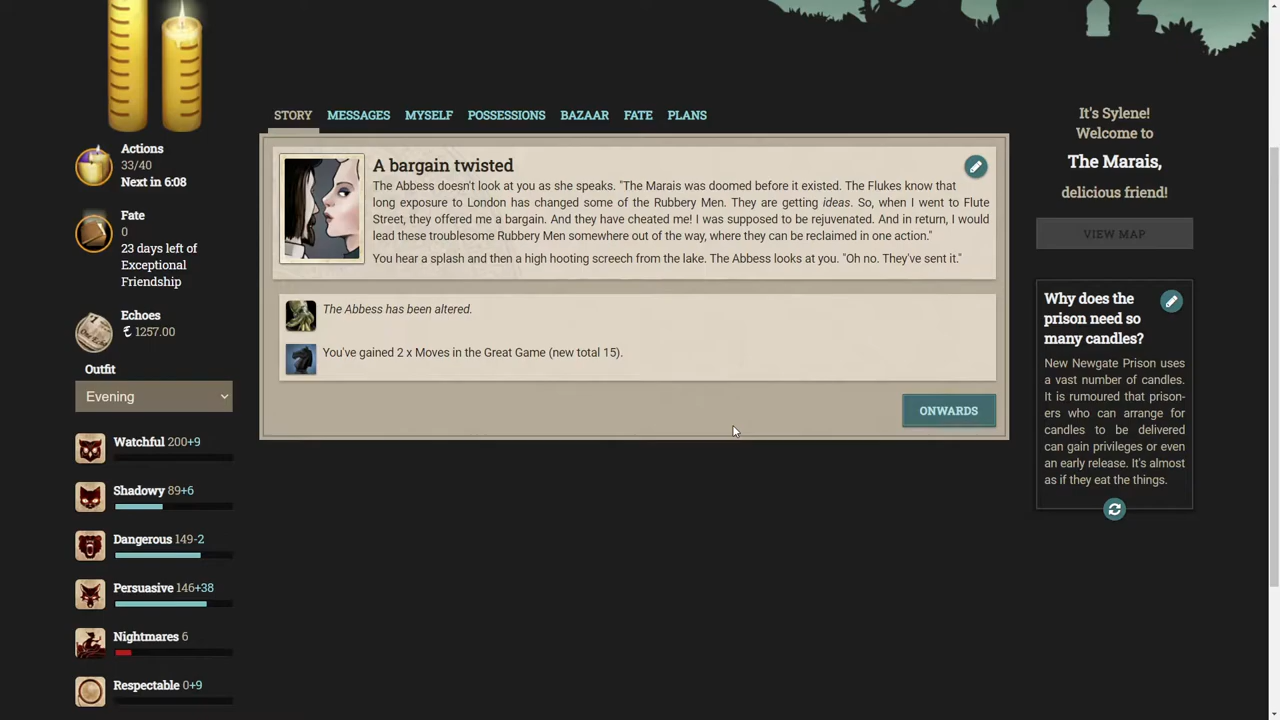 Actions
33/40
Next in 6:08
Fate
0
23 days left of
Exceptional
Friendship
Echoes
€ 1257.00
Outfit
Evening
Watchful 200+9
Shadowy 89+6
Dangerous 149-2
Persuasive 146+38
Nightmares 6
Respectable 0+9
STORY MESSAGES MYSELF POSSESSIONS BAZAAR FATE PLANS
A bargain twisted
The Abbess doesn't look at you as she speaks. "The Marais was doomed before it existed. The Flukes know that
long exposure to London has changed some of the Rubbery Men. They are getting ideas. So, when I went to Flute
Street, they offered me a bargain. And they have cheated me! I was supposed to be rejuvenated. And in return, I would
lead these troublesome Rubbery Men somewhere out of the way, where they can be reclaimed in one action."
You hear a splash and then a high hooting screech from the lake. The Abbess looks at you. "Oh no. They've sent it."
The Abbess has been altered.
You've gained 2 x Moves in the Great Game (new total 15).
ONWARDS
It's Sylene!
Welcome to
The Marais,
delicious friend!
VIEW MAP
Why does the
prison need so
many candles?
New Newgate Prison uses
a vast number of candles.
It is rumoured that prison-
ers who can arrange for
candles to be delivered
can gain privileges or even
an early release. It's almost
as if they eat the things.